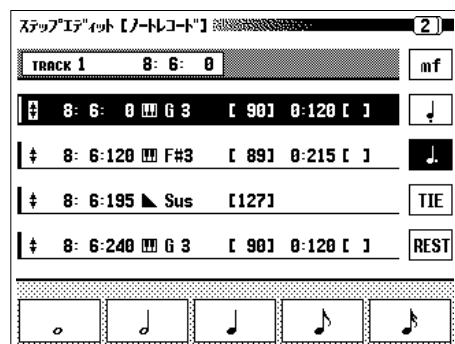 ステップエディット【ノートレコード】 2
TRACK 1 8: 6: 0 mf
8: 6: 0 G 3 [ 90] 0:120 [ ]
8: 6:120 F#3 [ 89] 0:215 [ ]
8: 6:195 Sus [127] TIE
8: 6:240 G 3 [ 90] 0:120 [ ] REST